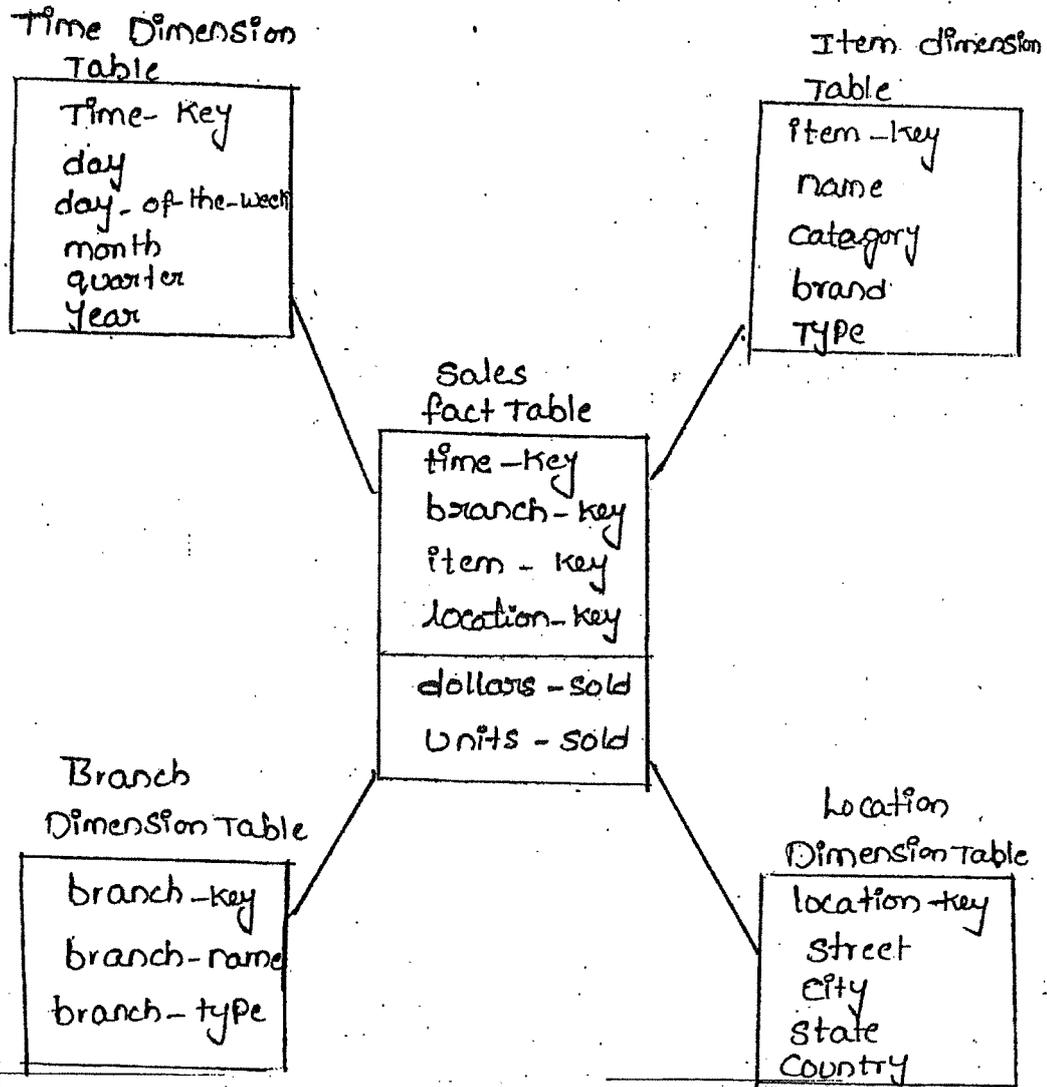 Time Dimension
Table
Time-Key
day
day-of-the-week
month
quarter
Year
Item dimension
Table
item-key
name
Category
brand
TYPe
Sales
fact Table
time-Key
branch-key
item-key
location-key
dollars-sold
Units-sold
Branch
Dimension Table
branch-key
branch-name
branch-type
Location
Dimension Table
location-key
Street
City
State
Country